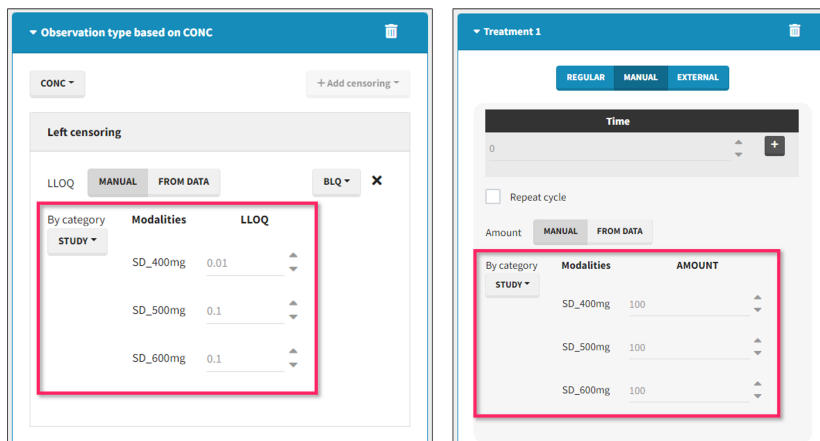 Observation type based on CONC
CONC
+ Add censoring
Left censoring
LLOQ MANUAL FROM DATA BLQ ×
By category Modalities LLOQ
STUDY
SD_400mg 0.01
SD_500mg 0.1
SD_600mg 0.1
Treatment 1
REGULAR MANUAL EXTERNAL
Time
0 +
Repeat cycle
Amount MANUAL FROM DATA
By category Modalities AMOUNT
STUDY
SD_400mg 100
SD_500mg 100
SD_600mg 100